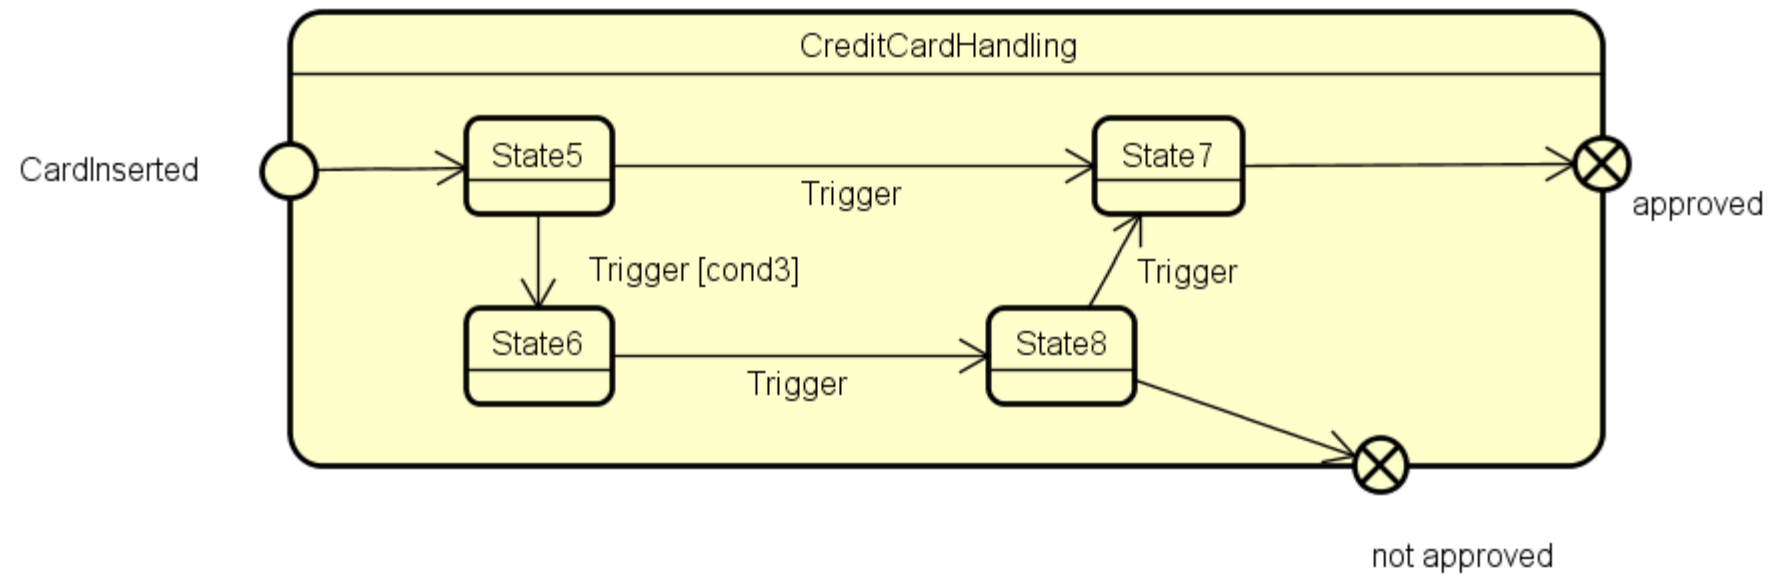 CreditCardHandling
CardInserted
State5
Trigger
State7
approved
Trigger [cond3]
Trigger
State6
Trigger
State8
not approved